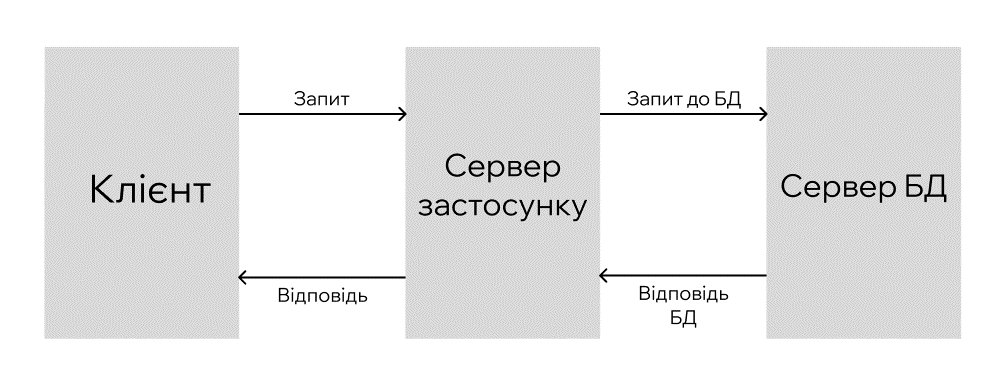 Запит
Запит до БД
Клієнт
Сервер
застосунку
Сервер БД
Відповідь
Відповідь
БД